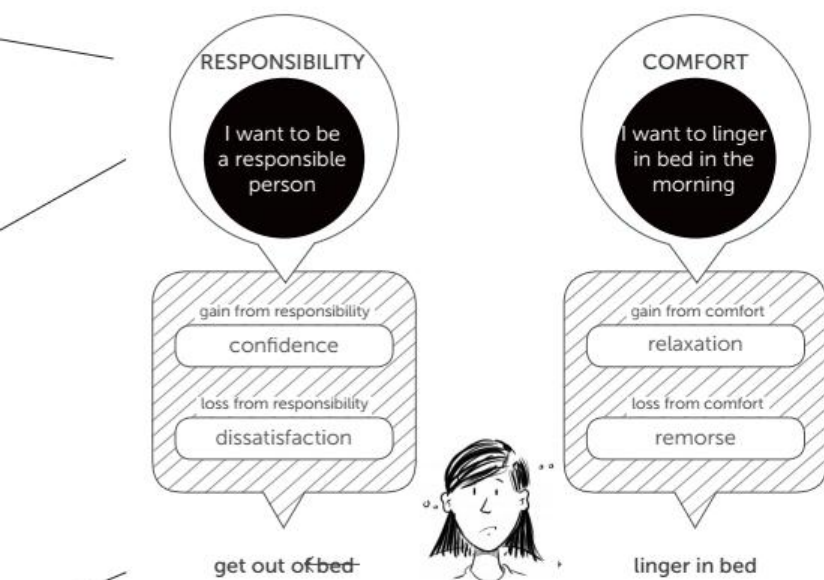 RESPONSIBILITY
I want to be
a responsible
person
gain from responsibility
confidence
loss from responsibility
dissatisfaction
get out of bed
COMFORT
I want to linger
in bed in the
morning
gain from comfort
relaxation
loss from comfort
remorse
linger in bed